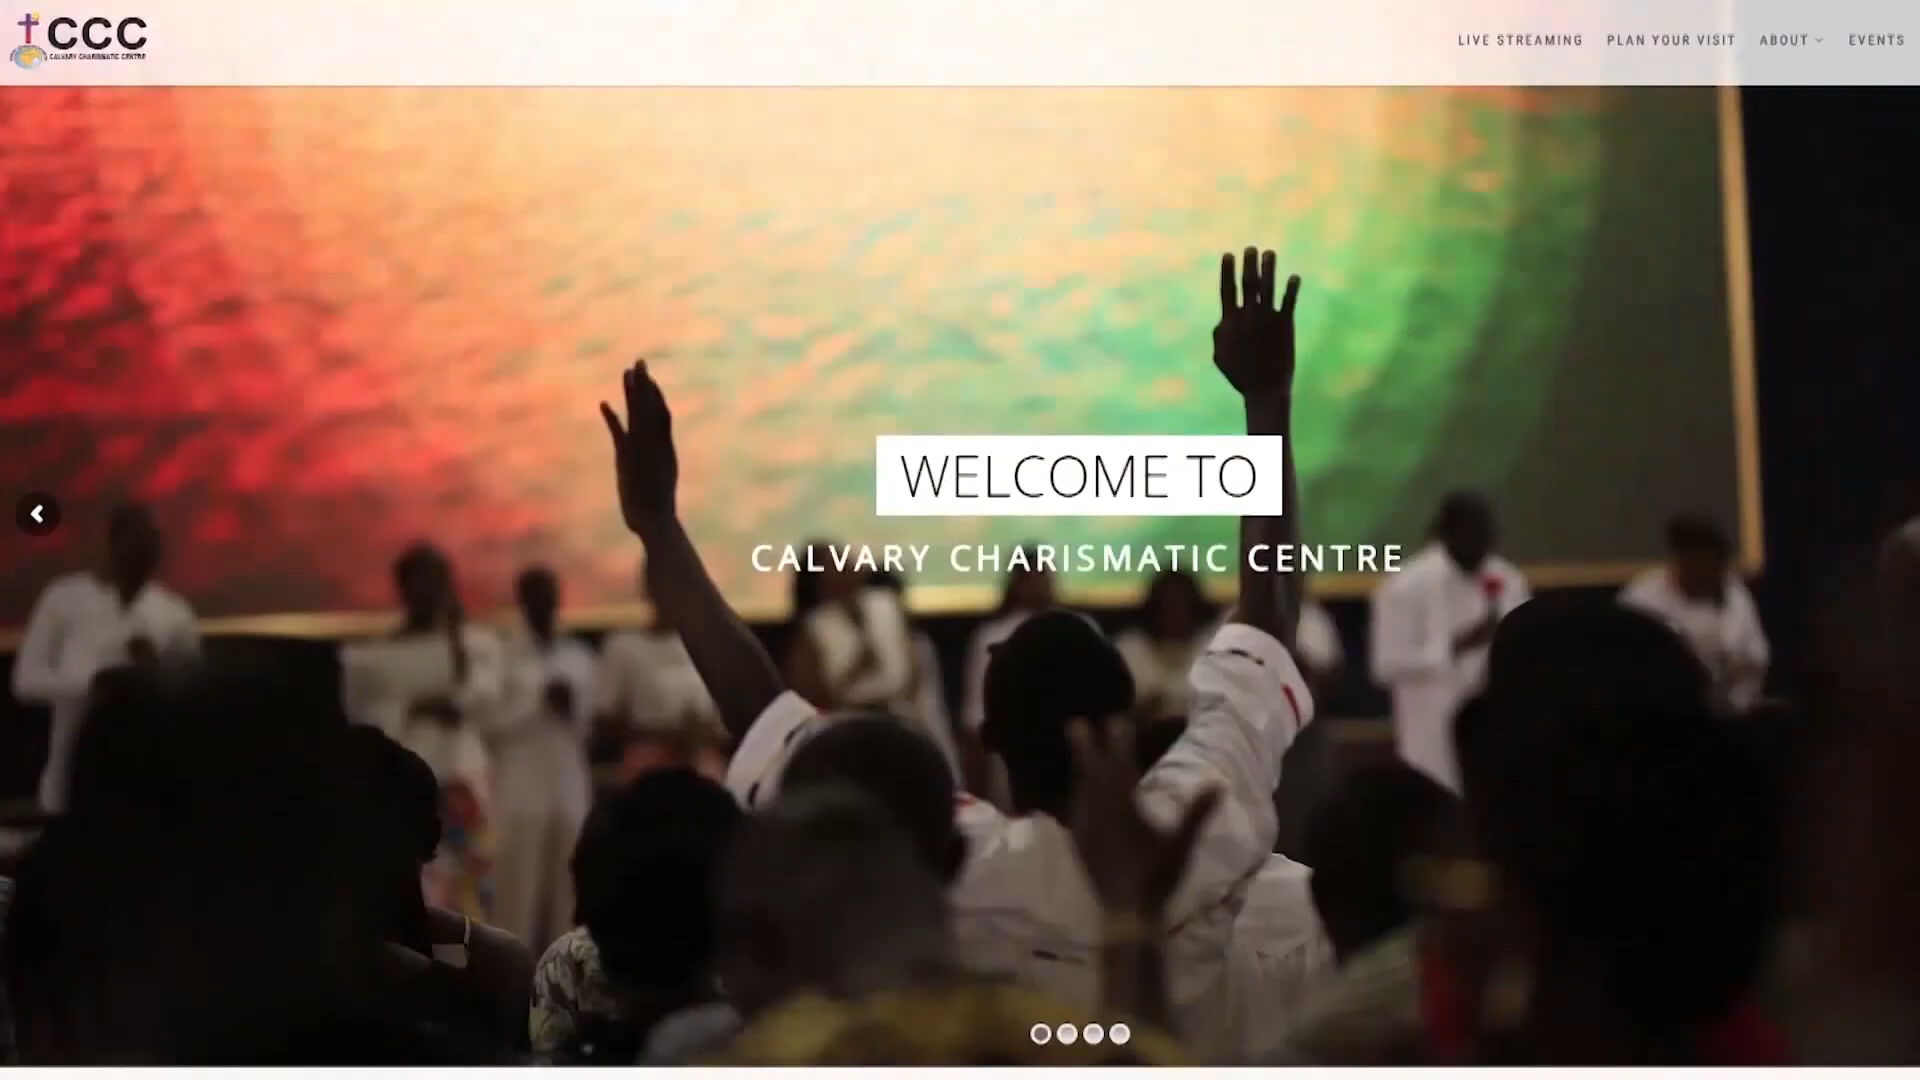 CCC
CALVARY CHARISMATIC CENTRE
LIVE STREAMING
PLAN YOUR VISIT
ABOUT
EVENTS
WELCOME TO
CALVARY CHARISMATIC CENTRE